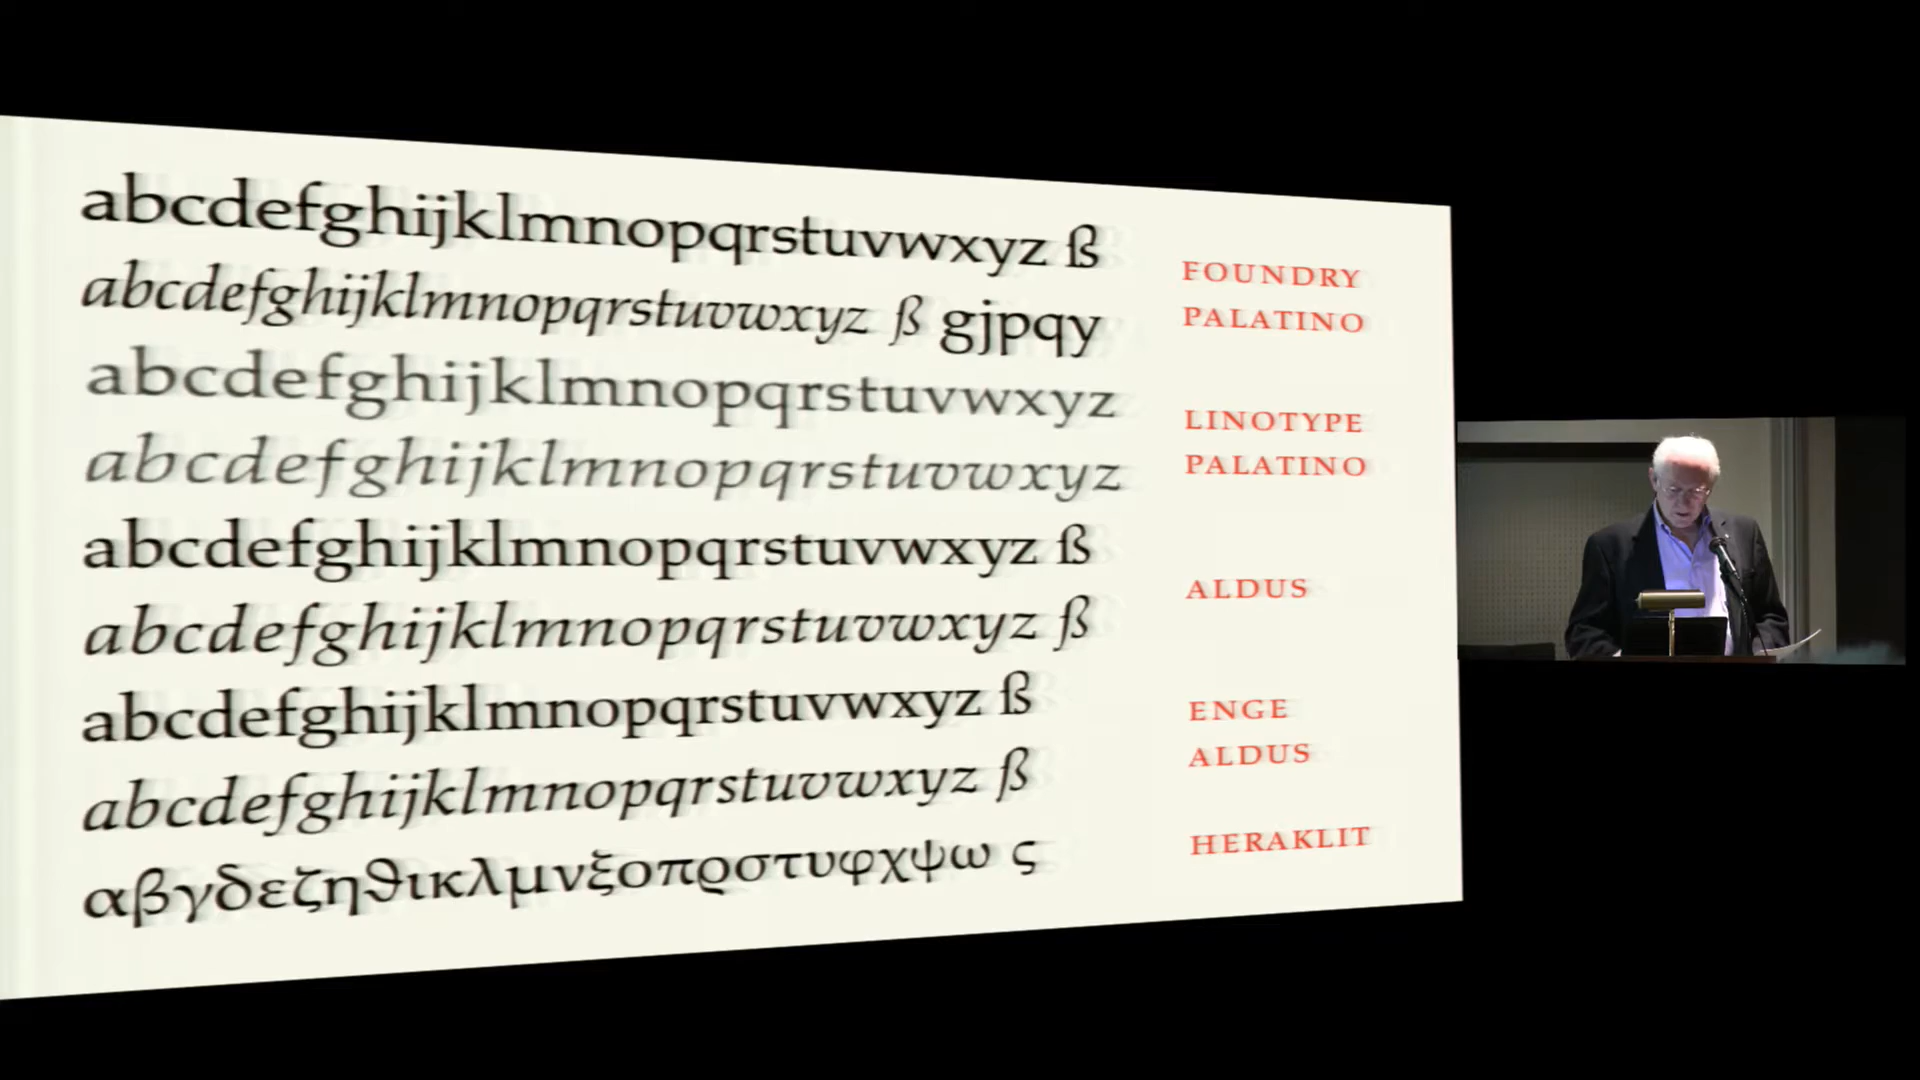 abcdefghijklmnopqrstuvwxyz ß
abcdefghijklmnopqrstuvwxyz ß gjpqy
FOUNDRY
PALATINO
abcdefghijklmnopqrstuvwxyz
abcdefghijklmnopqrstuvwxyz
LINOTYPE
PALATINO
abcdefghijklmnopqrstuvwxyz ß
abcdefghijklmnopqrstuvwxyz ß
ALDUS
abcdefghijklmnopqrstuvwxyz ß
abcdefghijklmnopqrstuvwxyz ß
ENGE
ALDUS
αβγδεζηϑικλμνξοπρστυφχψω ς
HERAKLIT